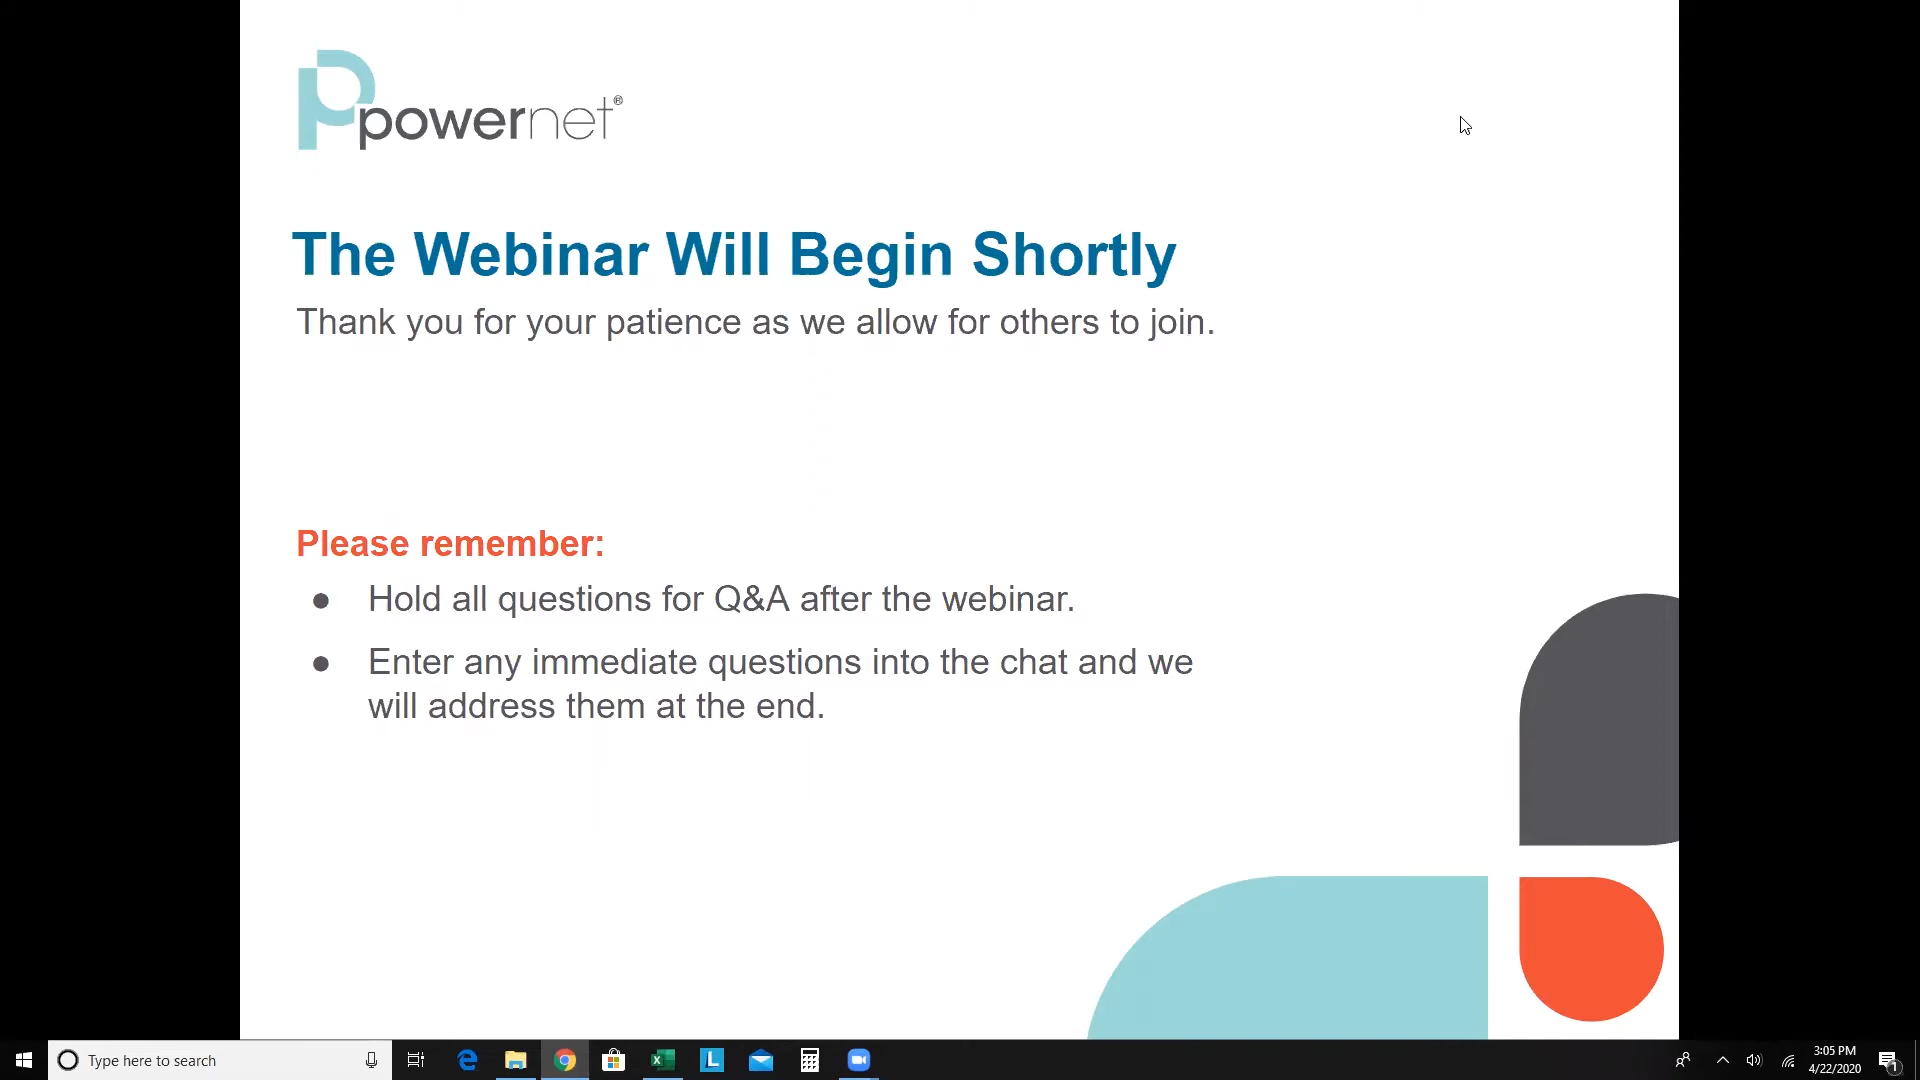 powernet®
The Webinar Will Begin Shortly
Thank you for your patience as we allow for others to join.
Please remember:
● Hold all questions for Q&A after the webinar.
● Enter any immediate questions into the chat and we
will address them at the end.
Type here to search
3:05 PM
4/22/2020
1